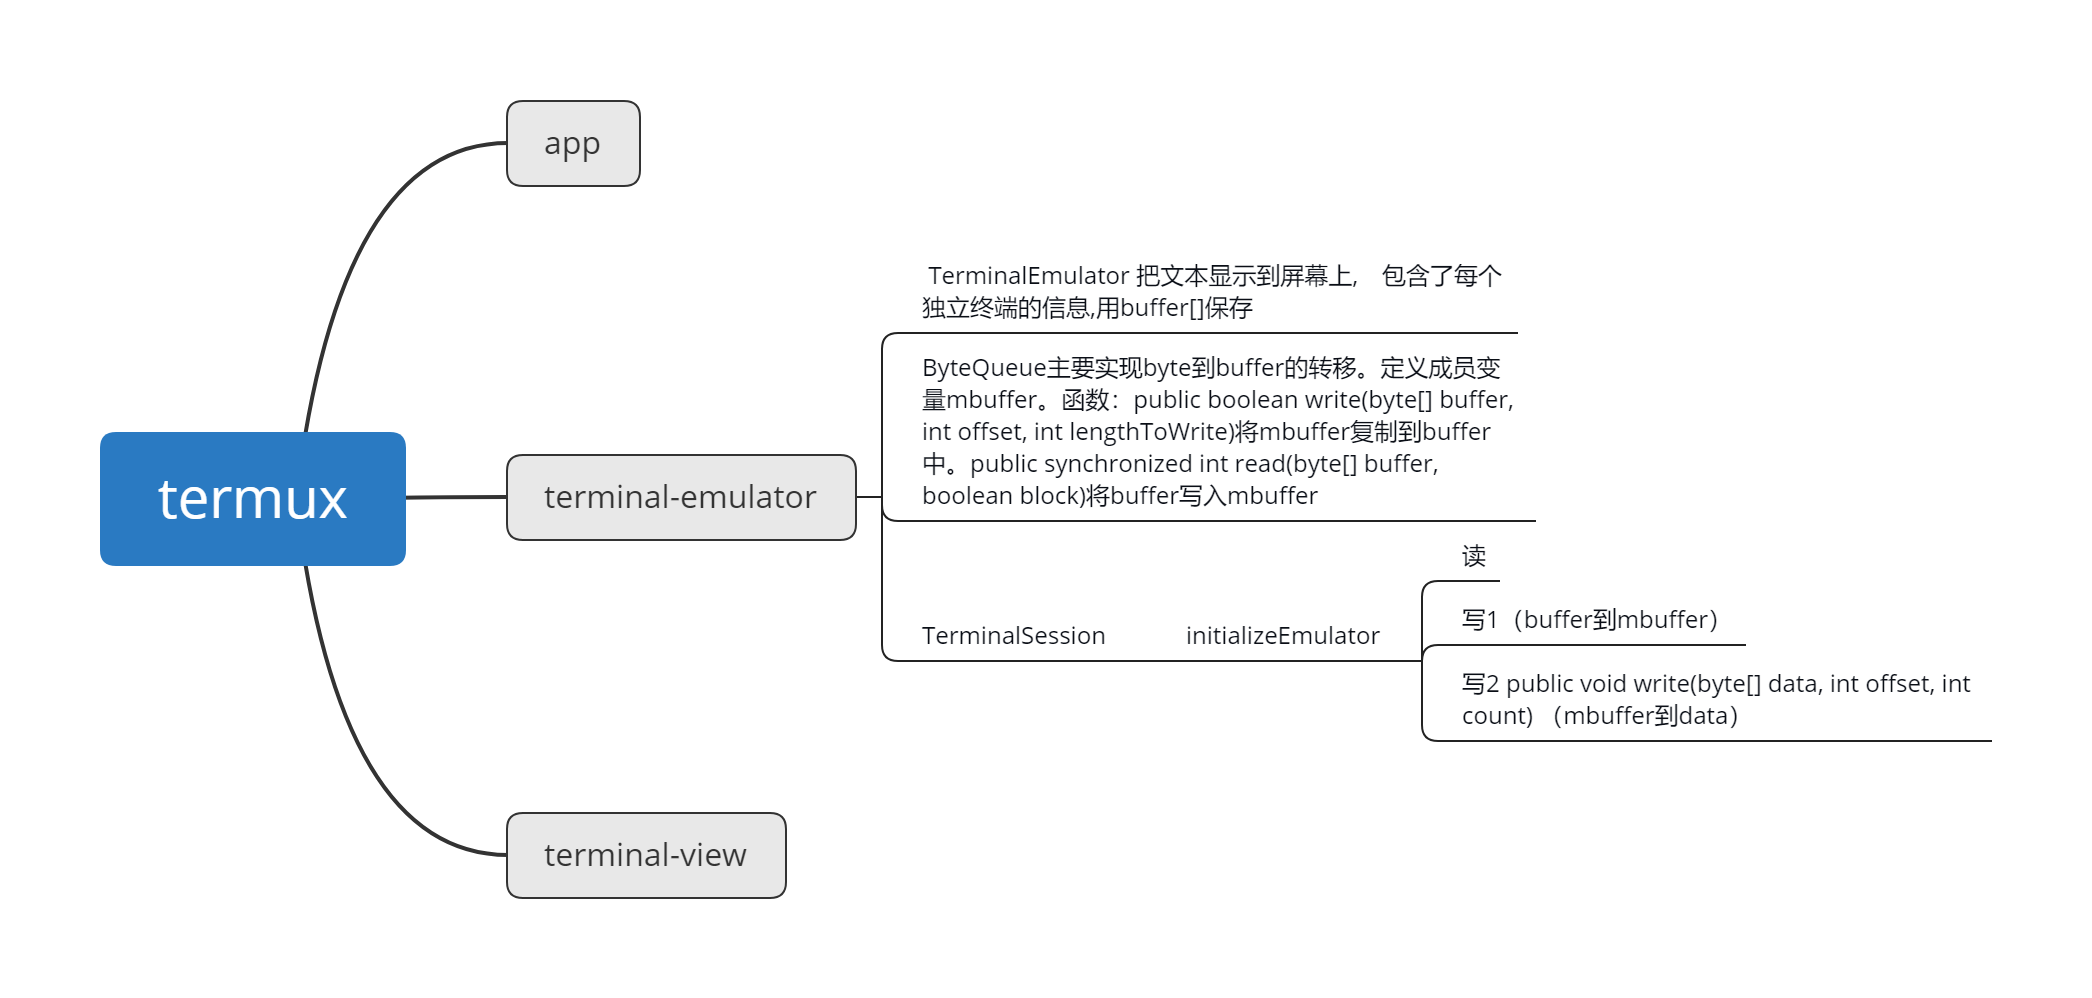 app
TerminalEmulator 把文本显示到屏幕上, 包含了每个
独立终端的信息,用buffer[]保存
ByteQueue主要实现byte到buffer的转移。定义成员变
量mbuffer。函数：public boolean write(byte[] buffer,
int offset, int lengthToWrite)将mbuffer复制到buffer
中。public synchronized int read(byte[] buffer,
boolean block)将buffer写入mbuffer
termux
terminal-emulator
读
写1（buffer到mbuffer）
TerminalSession
initializeEmulator
写2 public void write(byte[] data, int offset, int
count) （mbuffer到data）
terminal-view